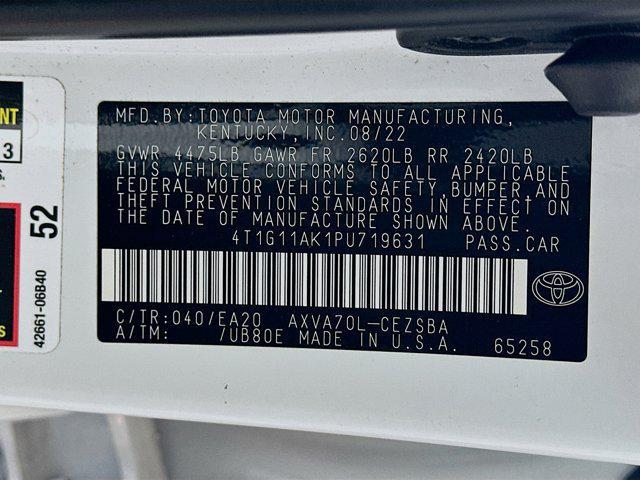 MFD.BY:TOYOTA MOTOR MANUFACTURING,
KENTUCKY,INC.08/22
GVWR 4475LB GAWR FR 2620LB RR 2420LB
THIS VEHICLE CONFORMS TO ALL APPLICABLE
FEDERAL MOTOR VEHICLE SAFETY,BUMPER,AND
THEFT PREVENTION STANDARDS IN EFFECT ON
THE DATE OF MANUFACTURE SHOWN ABOVE.
4T1G11AK1PU719631 PASS.CAR
C/TR:040/EA20 AXVA70L-CEZSBA
A/TM: /UB80E MADE IN U.S.A. 65258
52
42661-06B40
3